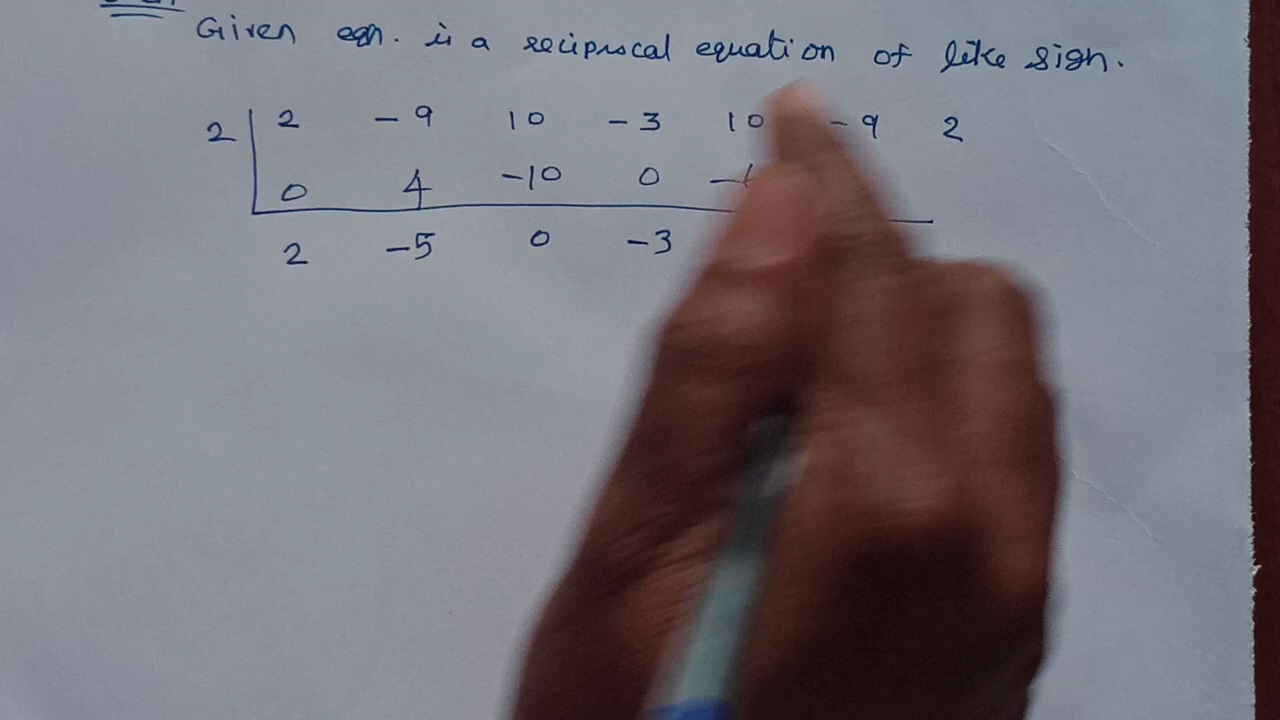 Given eqn. is a reciprocal equation of like sign.
2 2 -9 10 -3 10 -9 2
0 4 -10 0
2 -5 0 -3